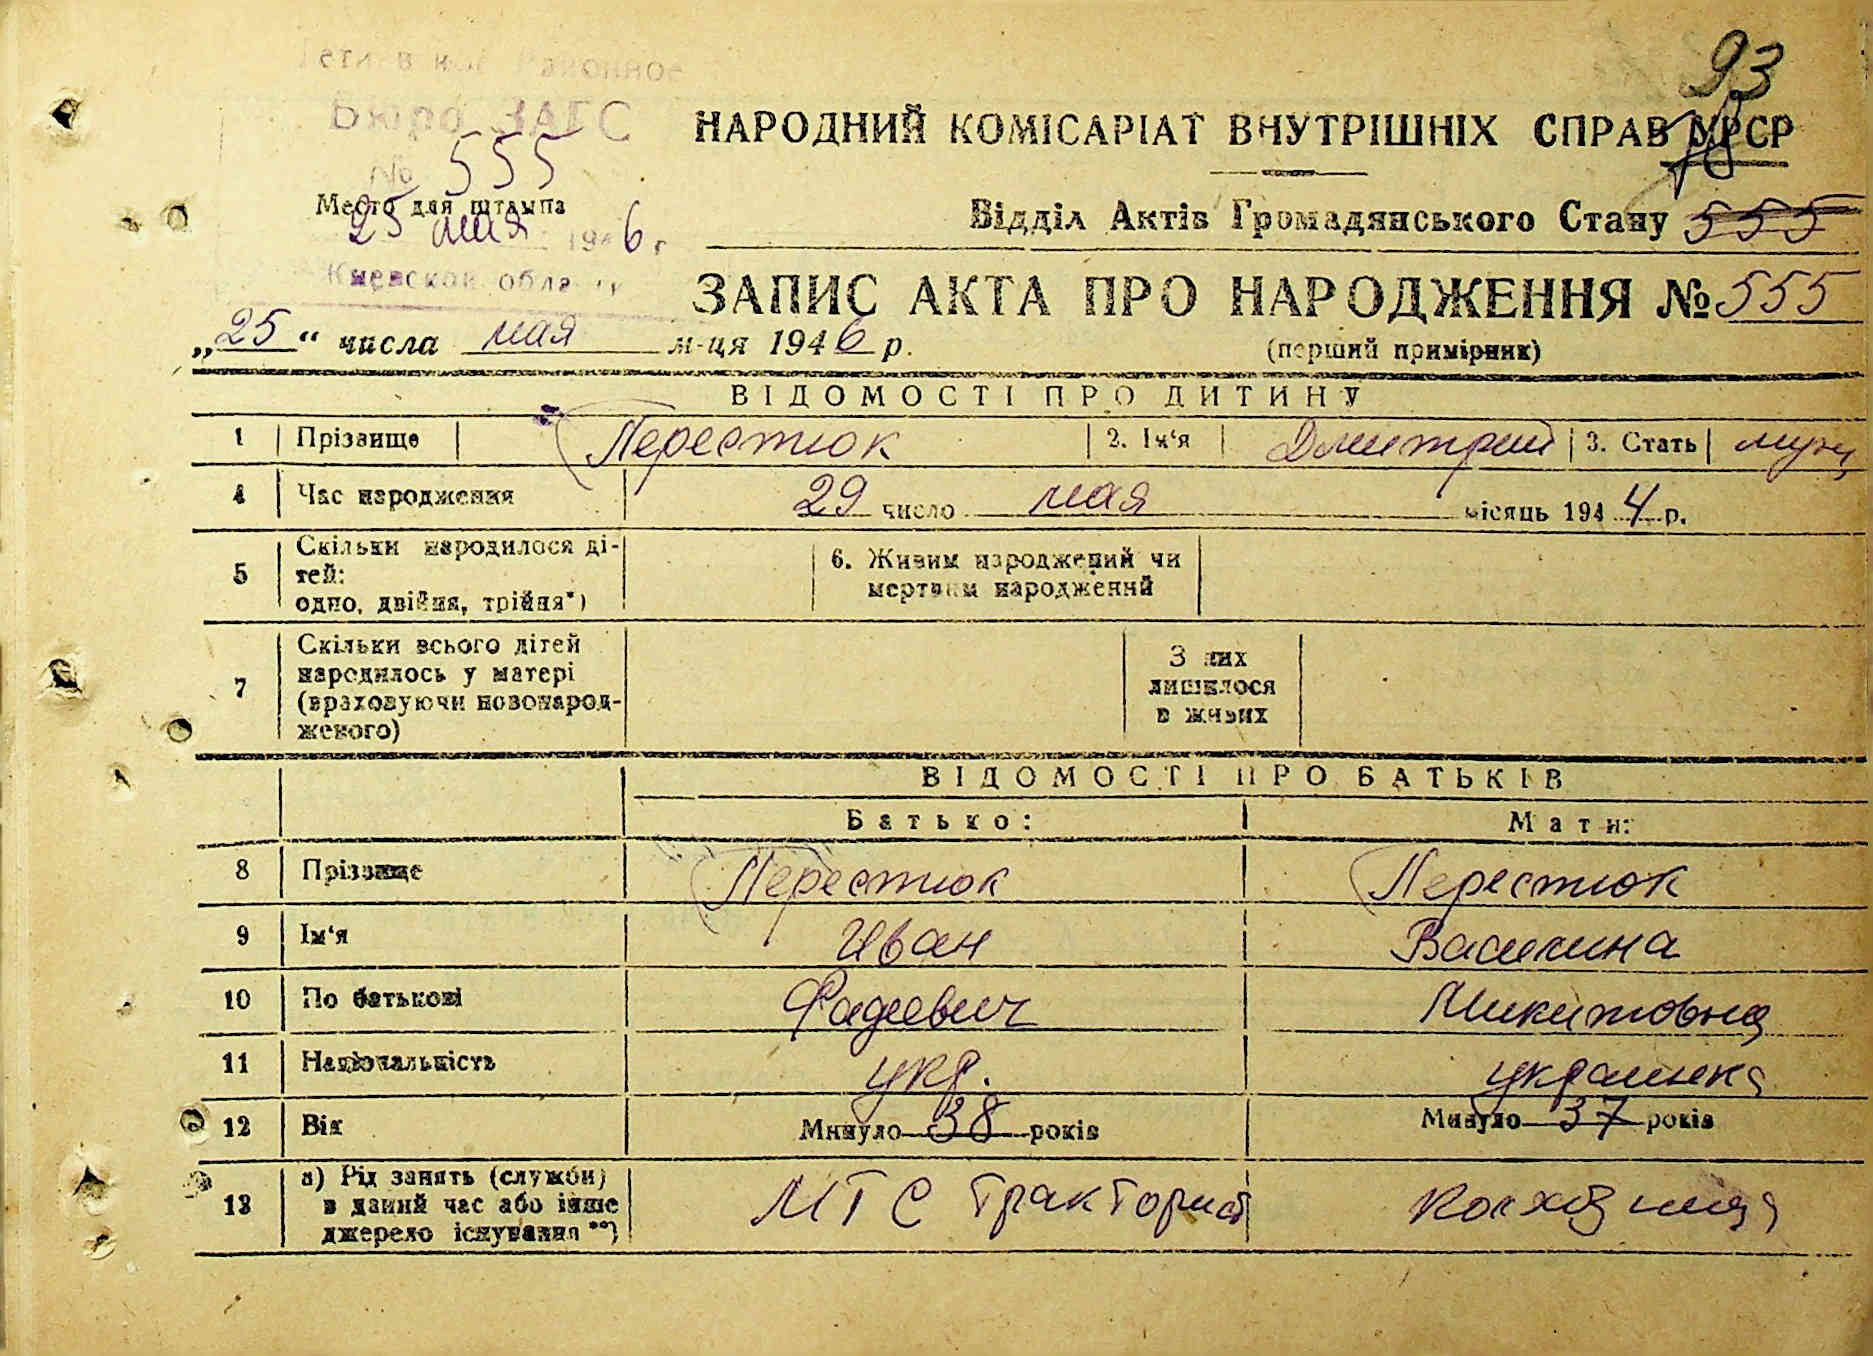 93
Бюро ЗАГС
№ 555
Место для штампа
25 мая 1946 г
Киевской области
НАРОДНИЙ КОМІСАРІАТ ВНУТРІШНІХ СПРАВ УРСР
Відділ Актів Громадянського Стану 555
ЗАПИС АКТА ПРО НАРОДЖЕННЯ № 555
„25“ числа мая м-ця 1946 р.
(перший примірник)
ВІДОМОСТІ ПРО ДИТИНУ
1 Прізвище Перестюк 2. Ім‘я Дмитрий 3. Стать муж
4 Час народження 29 число мая місяць 1944 р.
5 Скільки народилося ді-
тей:
одно, двійня, трійня*)
6. Живим народжений чи
мертвим народжений
7 Скільки всього дітей
народилось у матері
(враховуючи новонарод-
женого)
З них
лишилося
в живих
ВІДОМОСТІ ПРО БАТЬКІВ
Батько: Мати:
8 Прізвище Перестюк Перестюк
9 Ім‘я Иван Василина
10 По батькові Фадеевич Микитовна
11 Національність укр. украинка
12 Вік Минуло 38 років Минуло 37 років
13 а) Рід занять (служби)
в даний час або інше
джерело існування **)
МТС Тракторист Колхозница